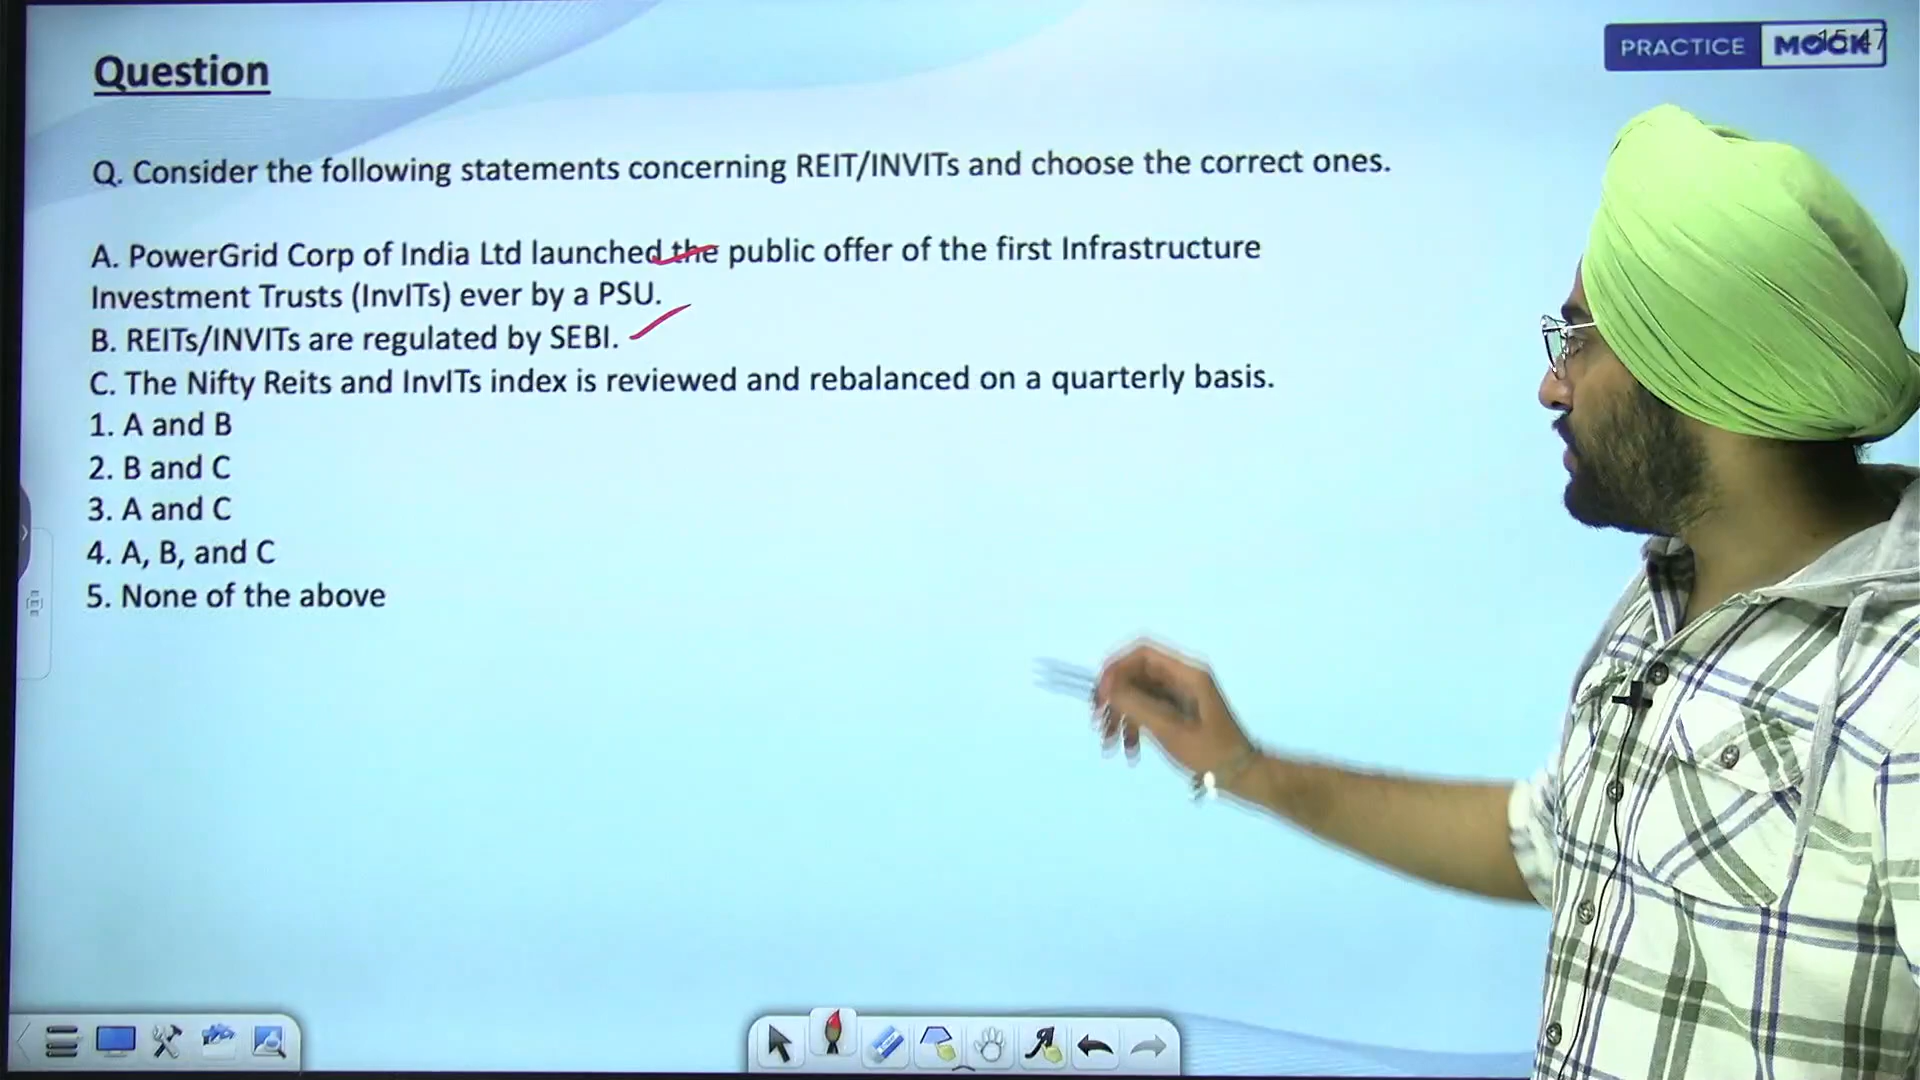 Question
PRACTICE MOCK
15:47
Q. Consider the following statements concerning REIT/INVITs and choose the correct ones.
A. PowerGrid Corp of India Ltd launched the public offer of the first Infrastructure
Investment Trusts (InvITs) ever by a PSU.
B. REITs/INVITs are regulated by SEBI.
C. The Nifty Reits and InvITs index is reviewed and rebalanced on a quarterly basis.
1. A and B
2. B and C
3. A and C
4. A, B, and C
5. None of the above